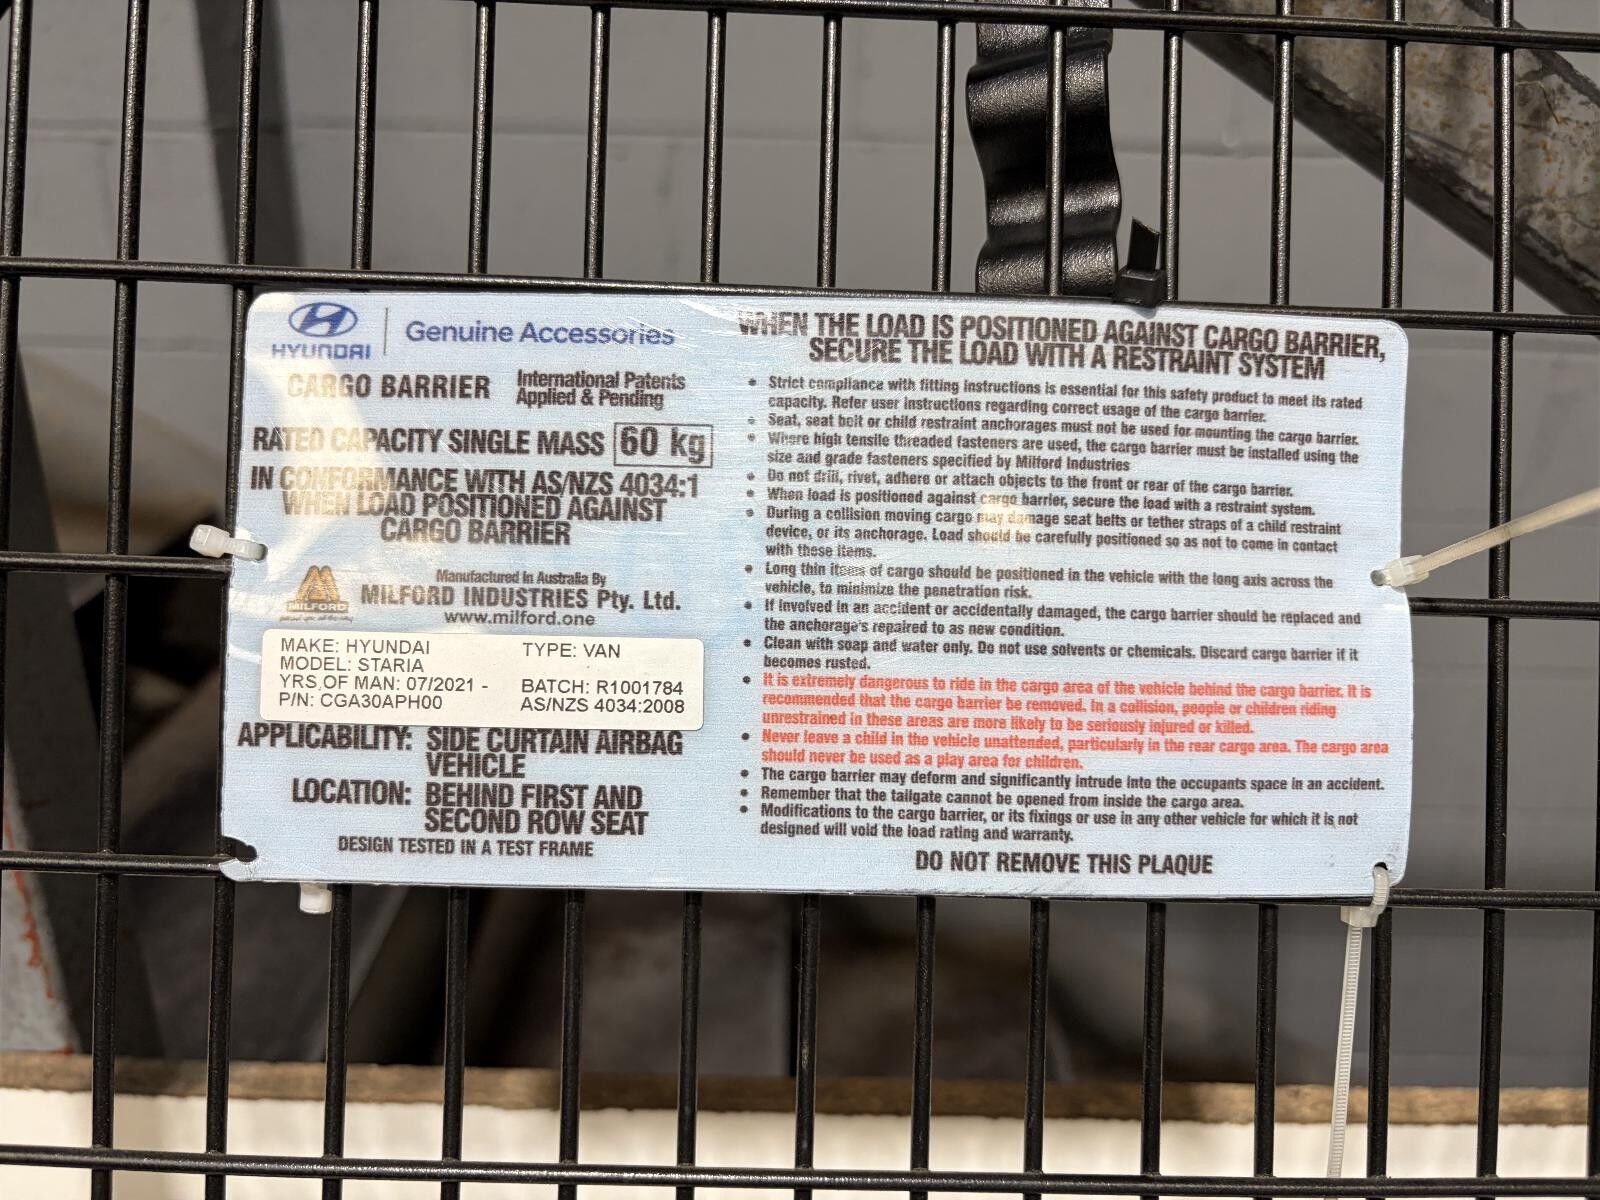 HYUNDAI
Genuine Accessories
CARGO BARRIER
International Patents
Applied & Pending
RATED CAPACITY SINGLE MASS 60 kg
IN CONFORMANCE WITH AS/NZS 4034:1
WHEN LOAD POSITIONED AGAINST
CARGO BARRIER
MILFORD
Manufactured In Australia By
MILFORD INDUSTRIES Pty. Ltd.
www.milford.one
MAKE: HYUNDAI TYPE: VAN
MODEL: STARIA
YRS OF MAN: 07/2021 - BATCH: R1001784
P/N: CGA30APH00 AS/NZS 4034:2008
APPLICABILITY: SIDE CURTAIN AIRBAG
VEHICLE
LOCATION: BEHIND FIRST AND
SECOND ROW SEAT
DESIGN TESTED IN A TEST FRAME
WHEN THE LOAD IS POSITIONED AGAINST CARGO BARRIER,
SECURE THE LOAD WITH A RESTRAINT SYSTEM
• Strict compliance with fitting instructions is essential for this safety product to meet its rated
capacity. Refer user instructions regarding correct usage of the cargo barrier.
• Seat, seat belt or child restraint anchorages must not be used for mounting the cargo barrier.
• Where high tensile threaded fasteners are used, the cargo barrier must be installed using the
size and grade fasteners specified by Milford Industries
• Do not drill, rivet, adhere or attach objects to the front or rear of the cargo barrier.
• When load is positioned against cargo barrier, secure the load with a restraint system.
• During a collision moving cargo may damage seat belts or tether straps of a child restraint
device, or its anchorage. Load should be carefully positioned so as not to come in contact
with these items.
• Long thin items of cargo should be positioned in the vehicle with the long axis across the
vehicle, to minimize the penetration risk.
• If involved in an accident or accidentally damaged, the cargo barrier should be replaced and
the anchorage's repaired to as new condition.
• Clean with soap and water only. Do not use solvents or chemicals. Discard cargo barrier if it
becomes rusted.
• It is extremely dangerous to ride in the cargo area of the vehicle behind the cargo barrier. It is
recommended that the cargo barrier be removed. In a collision, people or children riding
unrestrained in these areas are more likely to be seriously injured or killed.
• Never leave a child in the vehicle unattended, particularly in the rear cargo area. The cargo area
should never be used as a play area for children.
• The cargo barrier may deform and significantly intrude into the occupants space in an accident.
• Remember that the tailgate cannot be opened from inside the cargo area.
• Modifications to the cargo barrier, or its fixings or use in any other vehicle for which it is not
designed will void the load rating and warranty.
DO NOT REMOVE THIS PLAQUE